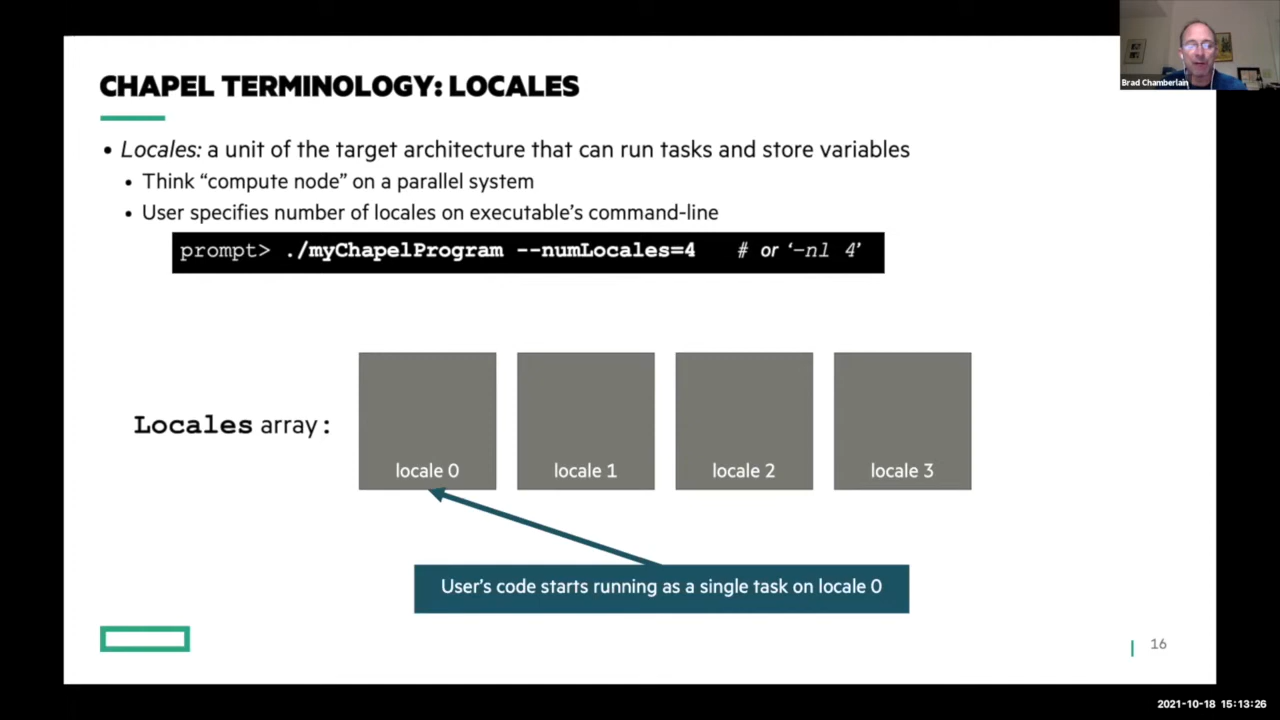 CHAPEL TERMINOLOGY: LOCALES
Brad Chamberlain
• Locales: a unit of the target architecture that can run tasks and store variables
• Think “compute node” on a parallel system
• User specifies number of locales on executable’s command-line
prompt> ./myChapelProgram --numLocales=4 # or ‘–nl 4’
Locales array:
locale 0
locale 1
locale 2
locale 3
User’s code starts running as a single task on locale 0
16
2021-10-18 15:13:26